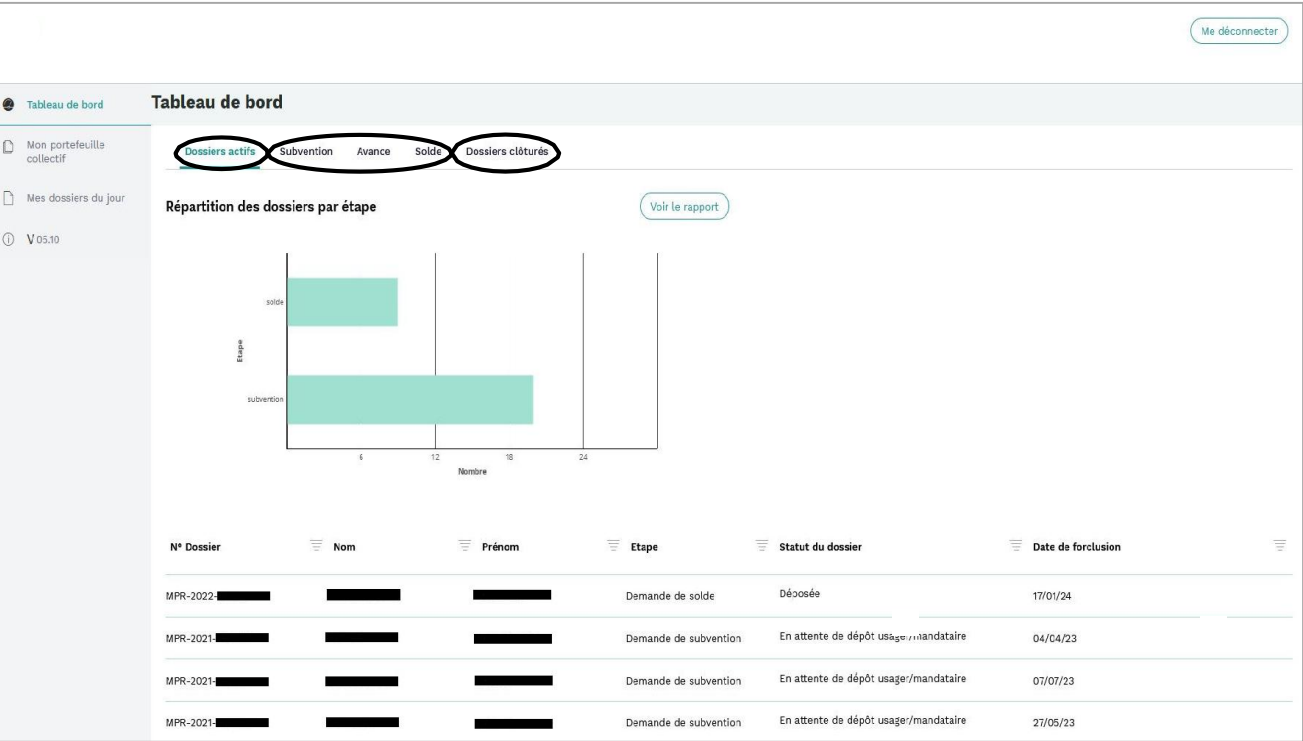 Me déconnecter
Tableau de bord
Tableau de bord
Mon portefeuille
collectif
Mes dossiers du jour
V 05.10
Dossiers actifs Subvention Avance Solde Dossiers clôturés
Répartition des dossiers par étape
Voir le rapport
solde
Etape
subvention
6 12 18 24
Nombre
N° Dossier Nom Prénom Etape Statut du dossier Date de forclusion
MPR-2022- Demande de solde Déposée 17/01/24
MPR-2021- Demande de subvention En attente de dépôt usager/mandataire 04/04/23
MPR-2021- Demande de subvention En attente de dépôt usager/mandataire 07/07/23
MPR-2021- Demande de subvention En attente de dépôt usager/mandataire 27/05/23